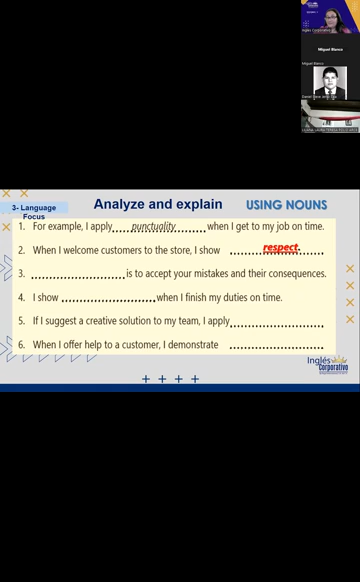 Inglés Corporativo
Miguel Blanco
Miguel Blanco
3- Language
Focus
Analyze and explain
USING NOUNS
1. For example, I apply......punctuality......... when I get to my job on time.
2. When I welcome customers to the store, I show ........respect.......
3. ............................ is to accept your mistakes and their consequences.
4. I show ............................ when I finish my duties on time.
5. If I suggest a creative solution to my team, I apply............................
6. When I offer help to a customer, I demonstrate ............................
Inglés
Corporativo